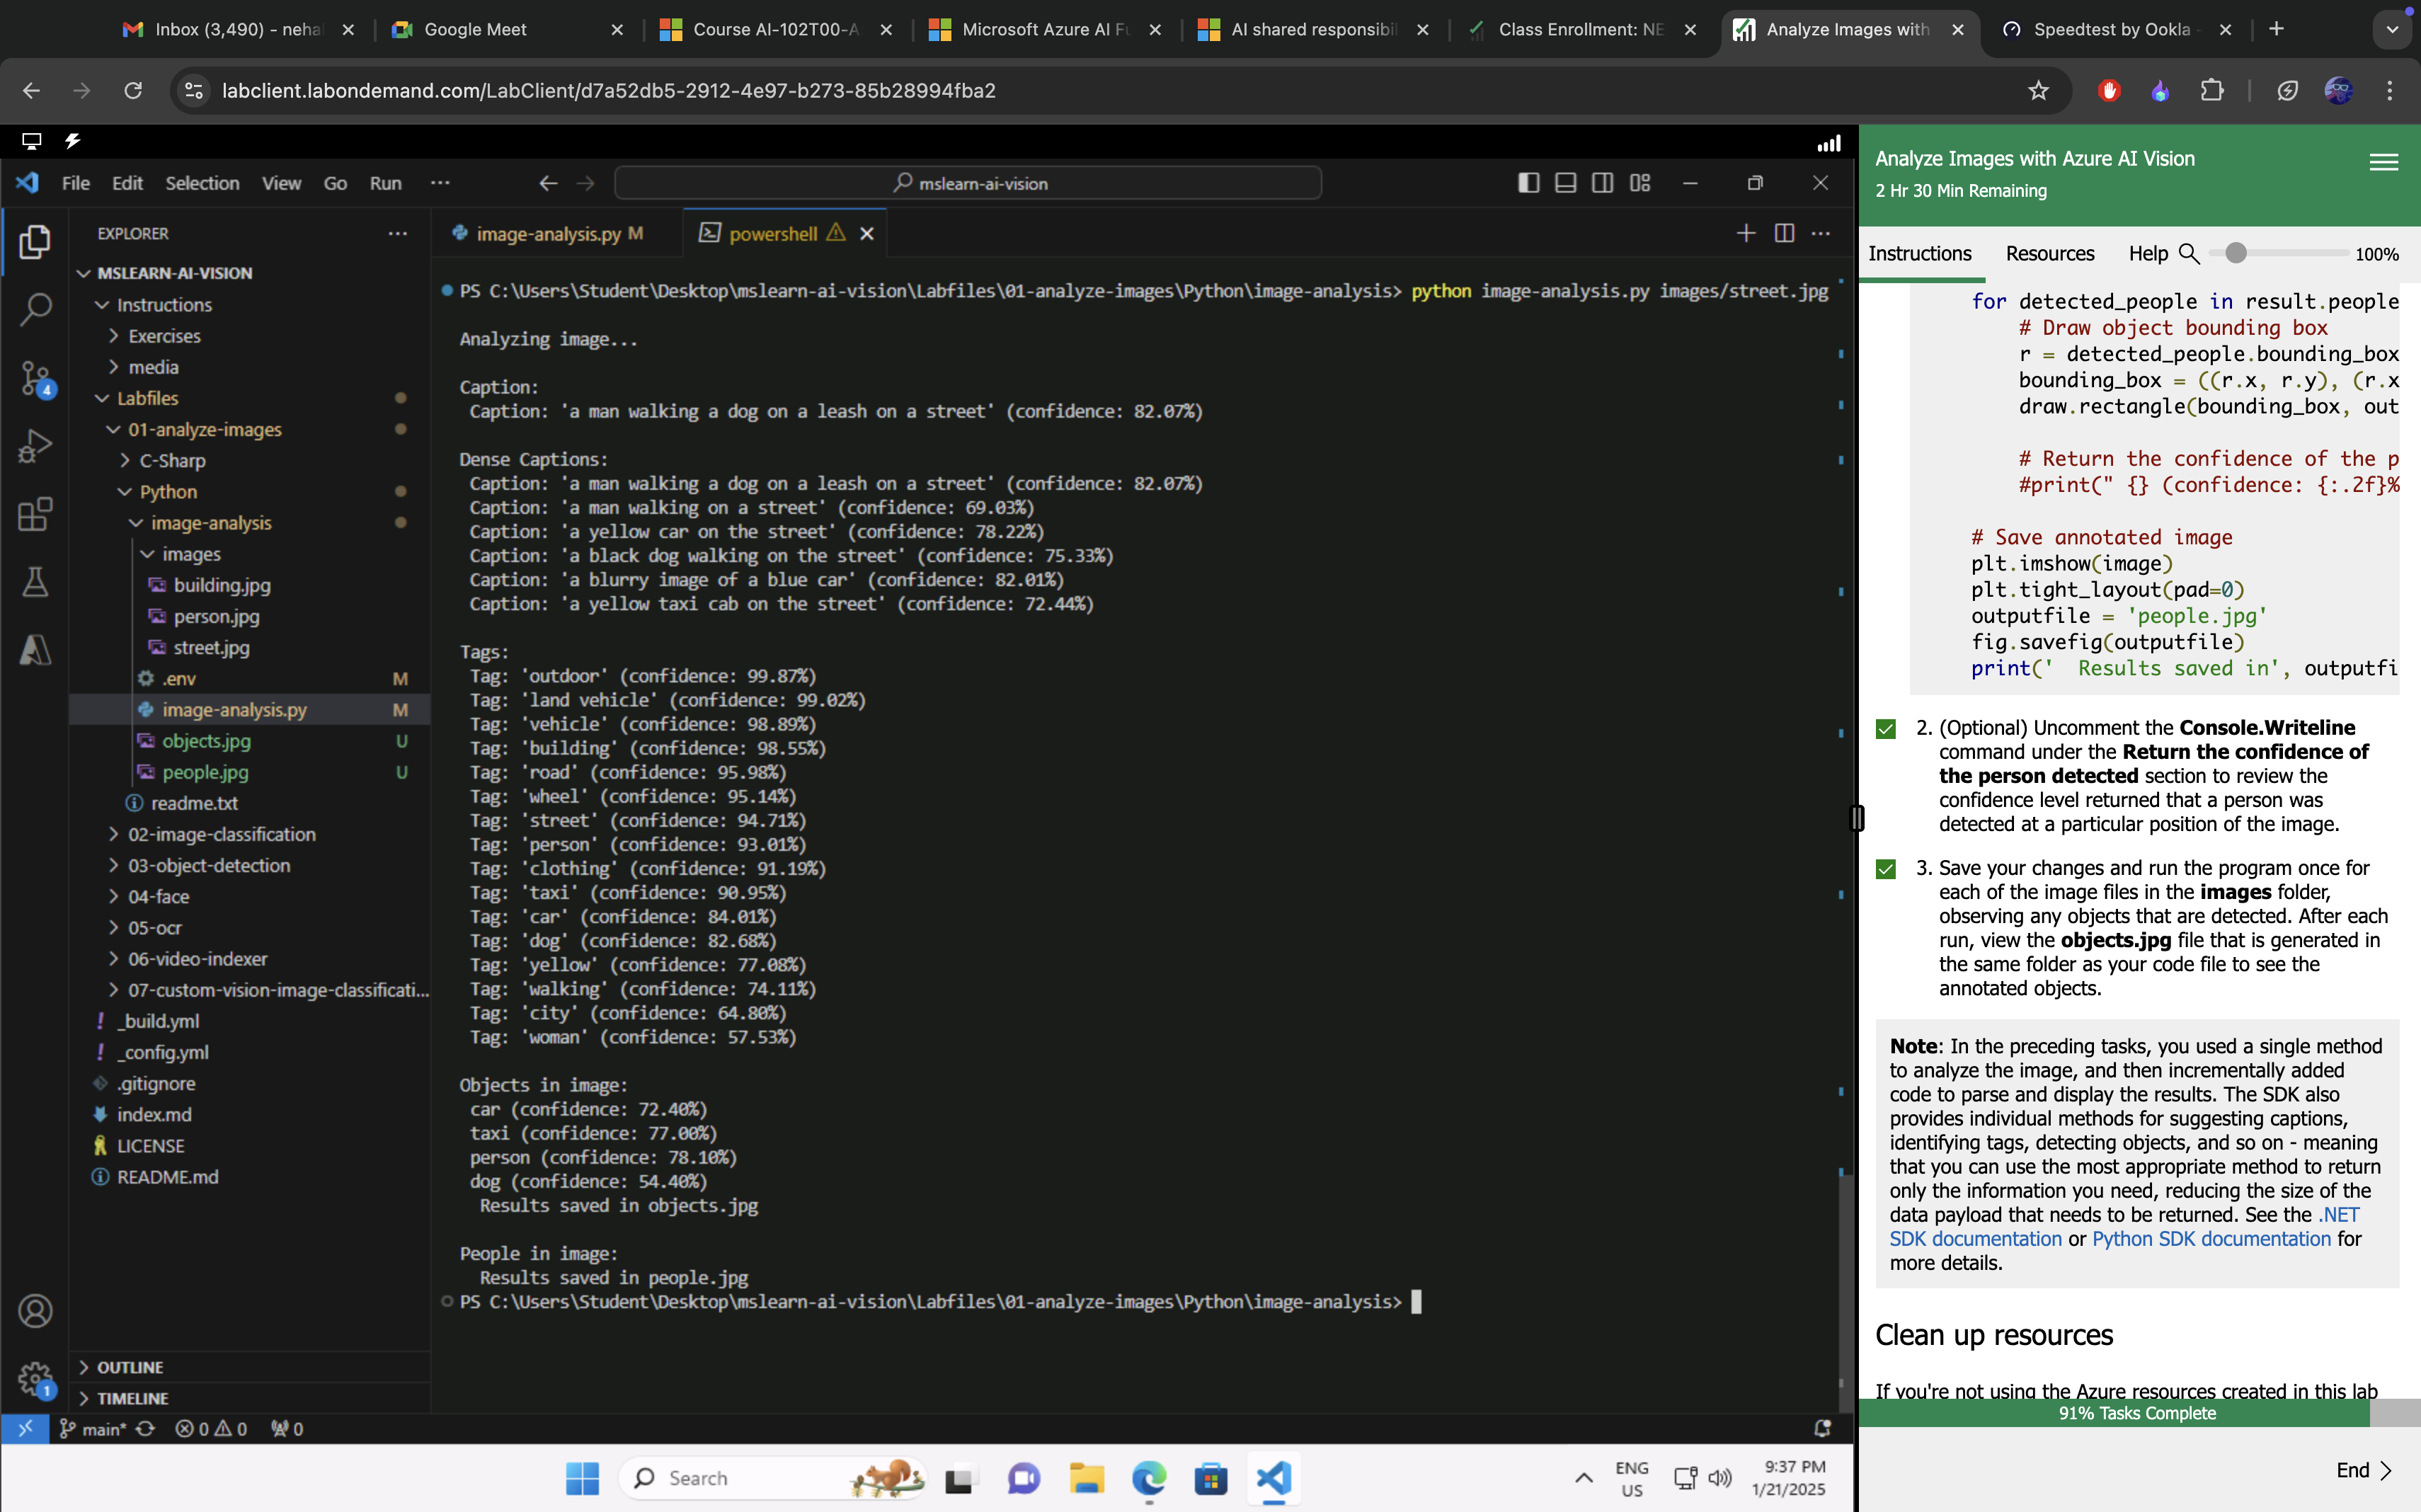 Inbox (3,490) - neha
Google Meet
Course AI-102T00-A
Microsoft Azure AI Fu
AI shared responsibil
Class Enrollment: NE
Analyze Images with
Speedtest by Ookla -
labclient.labondemand.com/LabClient/d7a52db5-2912-4e97-b273-85b28994fba2
File Edit Selection View Go Run ...
mslearn-ai-vision
EXPLORER
MSLEARN-AI-VISION
Instructions
Exercises
media
Labfiles
01-analyze-images
C-Sharp
Python
image-analysis
images
building.jpg
person.jpg
street.jpg
.env M
image-analysis.py M
objects.jpg U
people.jpg U
readme.txt
02-image-classification
03-object-detection
04-face
05-ocr
06-video-indexer
07-custom-vision-image-classificati...
_build.yml
_config.yml
.gitignore
index.md
LICENSE
README.md
OUTLINE
TIMELINE
4
1
image-analysis.py M
powershell
PS C:\Users\Student\Desktop\mslearn-ai-vision\Labfiles\01-analyze-images\Python\image-analysis> python image-analysis.py images/street.jpg
Analyzing image...
Caption:
Caption: 'a man walking a dog on a leash on a street' (confidence: 82.07%)
Dense Captions:
Caption: 'a man walking a dog on a leash on a street' (confidence: 82.07%)
Caption: 'a man walking on a street' (confidence: 69.03%)
Caption: 'a yellow car on the street' (confidence: 78.22%)
Caption: 'a black dog walking on the street' (confidence: 75.33%)
Caption: 'a blurry image of a blue car' (confidence: 82.01%)
Caption: 'a yellow taxi cab on the street' (confidence: 72.44%)
Tags:
Tag: 'outdoor' (confidence: 99.87%)
Tag: 'land vehicle' (confidence: 99.02%)
Tag: 'vehicle' (confidence: 98.89%)
Tag: 'building' (confidence: 98.55%)
Tag: 'road' (confidence: 95.98%)
Tag: 'wheel' (confidence: 95.14%)
Tag: 'street' (confidence: 94.71%)
Tag: 'person' (confidence: 93.01%)
Tag: 'clothing' (confidence: 91.19%)
Tag: 'taxi' (confidence: 90.95%)
Tag: 'car' (confidence: 84.01%)
Tag: 'dog' (confidence: 82.68%)
Tag: 'yellow' (confidence: 77.08%)
Tag: 'walking' (confidence: 74.11%)
Tag: 'city' (confidence: 64.80%)
Tag: 'woman' (confidence: 57.53%)
Objects in image:
car (confidence: 72.40%)
taxi (confidence: 77.00%)
person (confidence: 78.10%)
dog (confidence: 54.40%)
Results saved in objects.jpg
People in image:
Results saved in people.jpg
PS C:\Users\Student\Desktop\mslearn-ai-vision\Labfiles\01-analyze-images\Python\image-analysis>
main* 0 0 0
Search
ENG
US
9:37 PM
1/21/2025
Analyze Images with Azure AI Vision
2 Hr 30 Min Remaining
Instructions Resources Help 100%
for detected_people in result.people
# Draw object bounding box
r = detected_people.bounding_box
bounding_box = ((r.x, r.y), (r.x
draw.rectangle(bounding_box, out
# Return the confidence of the p
#print(" {} (confidence: {:.2f}%
# Save annotated image
plt.imshow(image)
plt.tight_layout(pad=0)
outputfile = 'people.jpg'
fig.savefig(outputfile)
print('  Results saved in', outputfi
2. (Optional) Uncomment the Console.Writeline
command under the Return the confidence of
the person detected section to review the
confidence level returned that a person was
detected at a particular position of the image.
3. Save your changes and run the program once for
each of the image files in the images folder,
observing any objects that are detected. After each
run, view the objects.jpg file that is generated in
the same folder as your code file to see the
annotated objects.
Note: In the preceding tasks, you used a single method
to analyze the image, and then incrementally added
code to parse and display the results. The SDK also
provides individual methods for suggesting captions,
identifying tags, detecting objects, and so on - meaning
that you can use the most appropriate method to return
only the information you need, reducing the size of the
data payload that needs to be returned. See the .NET
SDK documentation or Python SDK documentation for
more details.
Clean up resources
If you're not using the Azure resources created in this lab
91% Tasks Complete
End